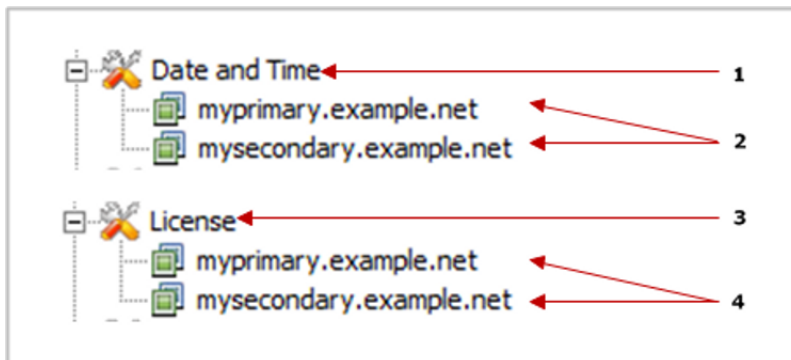 Date and Time 1
myprimary.example.net
2
mysecondary.example.net
License 3
myprimary.example.net
mysecondary.example.net 4